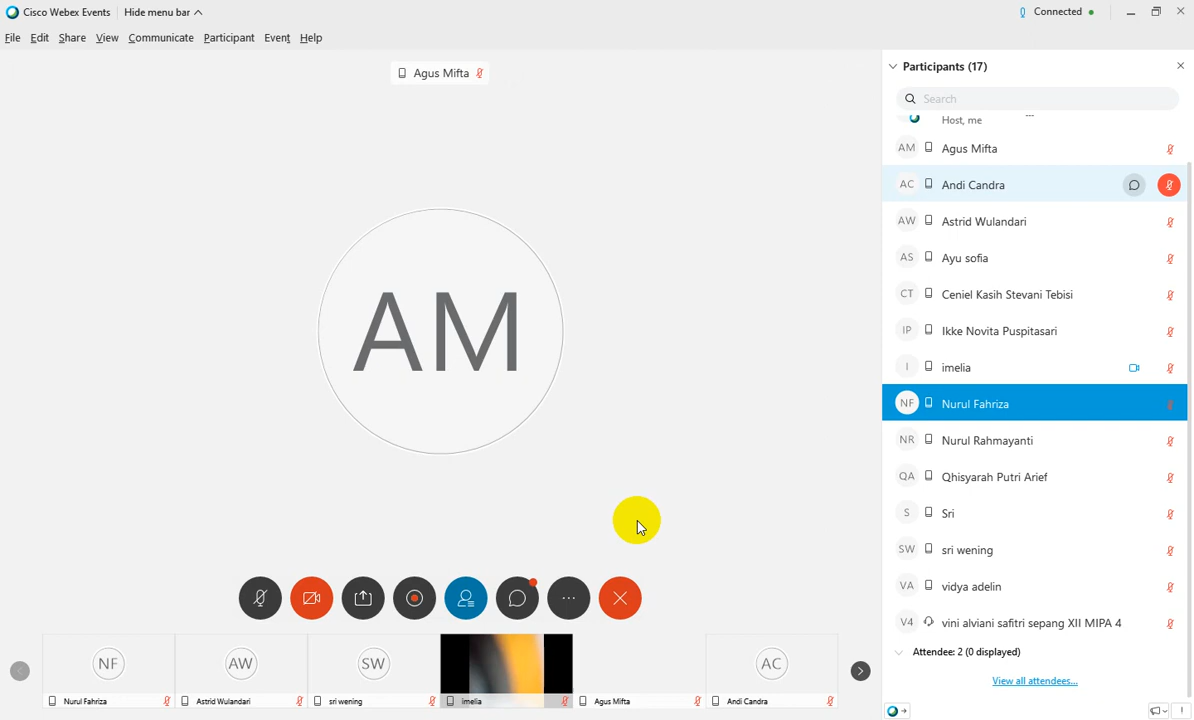 Cisco Webex Events
Hide menu bar
Connected
File Edit Share View Communicate Participant Event Help
Agus Mifta
AM
Participants (17)
Search
Host, me
AM Agus Mifta
AC Andi Candra
AW Astrid Wulandari
AS Ayu sofia
CT Ceniel Kasih Stevani Tebisi
IP Ikke Novita Puspitasari
I imelia
NF Nurul Fahriza
NR Nurul Rahmayanti
QA Qhisyarah Putri Arief
S Sri
SW sri wening
VA vidya adelin
V4 vini alviani safitri sepang XII MIPA 4
Attendee: 2 (0 displayed)
View all attendees...
NF
Nurul Fahriza
AW
Astrid Wulandari
SW
sri wening
imelia
Agus Mifta
AC
Andi Candra